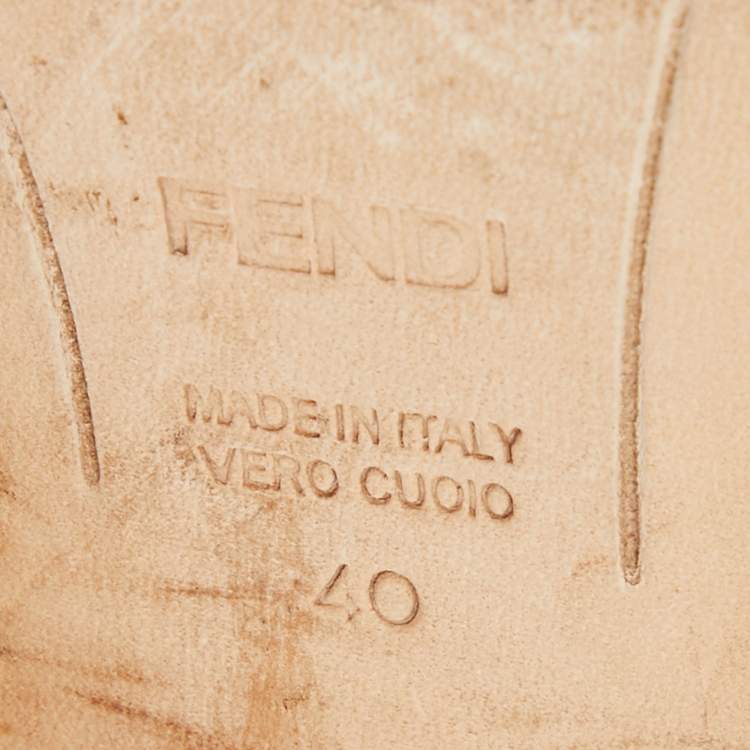 FENDI
MADE IN ITALY
VERO CUOIO
40